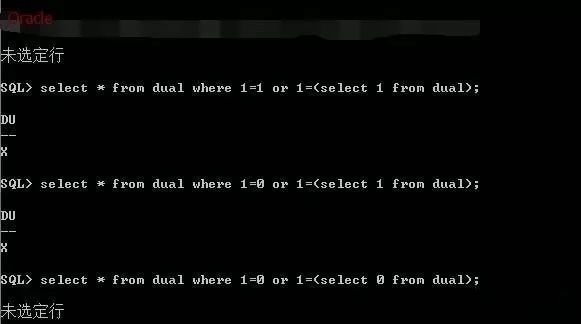 Oracle
未选定行
SQL> select * from dual where 1=1 or 1=(select 1 from dual);
DU
--
X
SQL> select * from dual where 1=0 or 1=(select 1 from dual);
DU
--
X
SQL> select * from dual where 1=0 or 1=(select 0 from dual);
未选定行